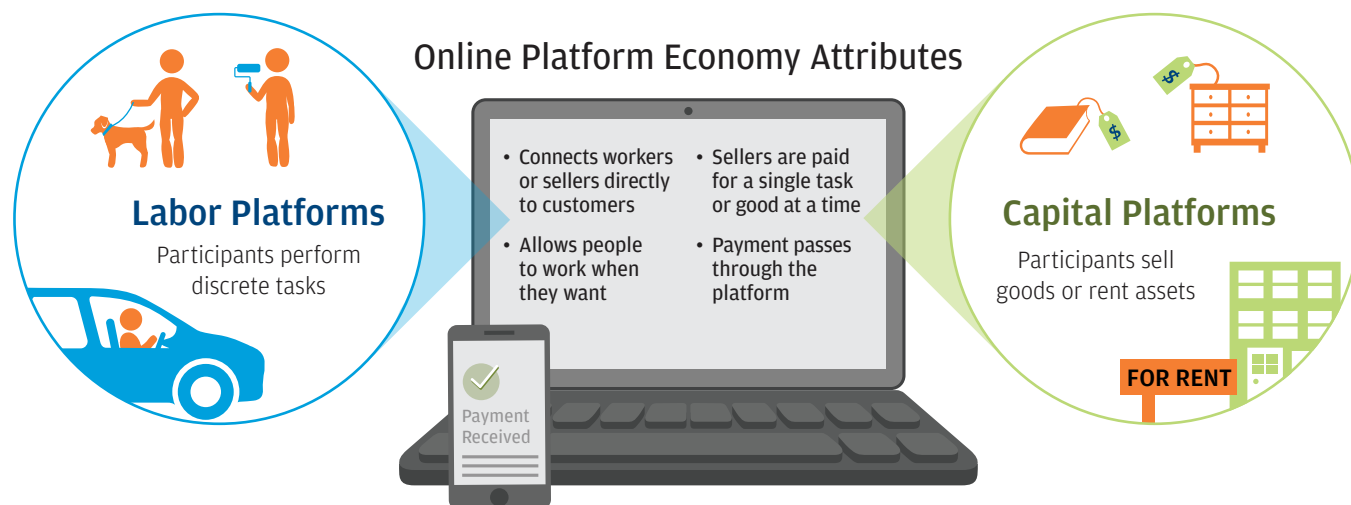 Online Platform Economy Attributes
Labor Platforms
Participants perform
discrete tasks
• Connects workers
or sellers directly
to customers
• Allows people
to work when
they want
• Sellers are paid
for a single task
or good at a time
• Payment passes
through the
platform
Payment
Received
$
$
Capital Platforms
Participants sell
goods or rent assets
FOR RENT